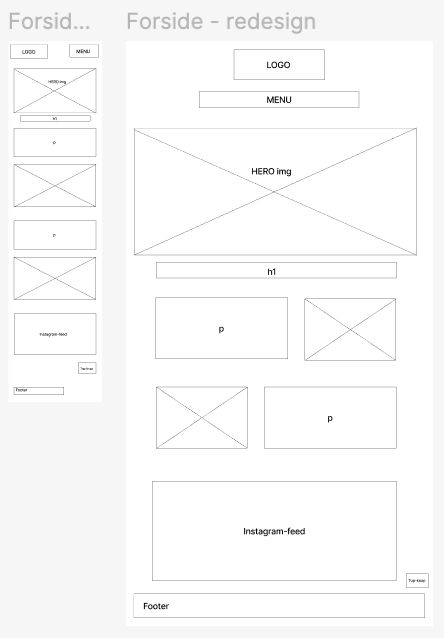 Forsid...
LOGO
MENU
HERO img
h1
p
p
Instagram-feed
Top-knap
Footer
Forside - redesign
LOGO
MENU
HERO img
h1
p
p
Instagram-feed
Top-knap
Footer